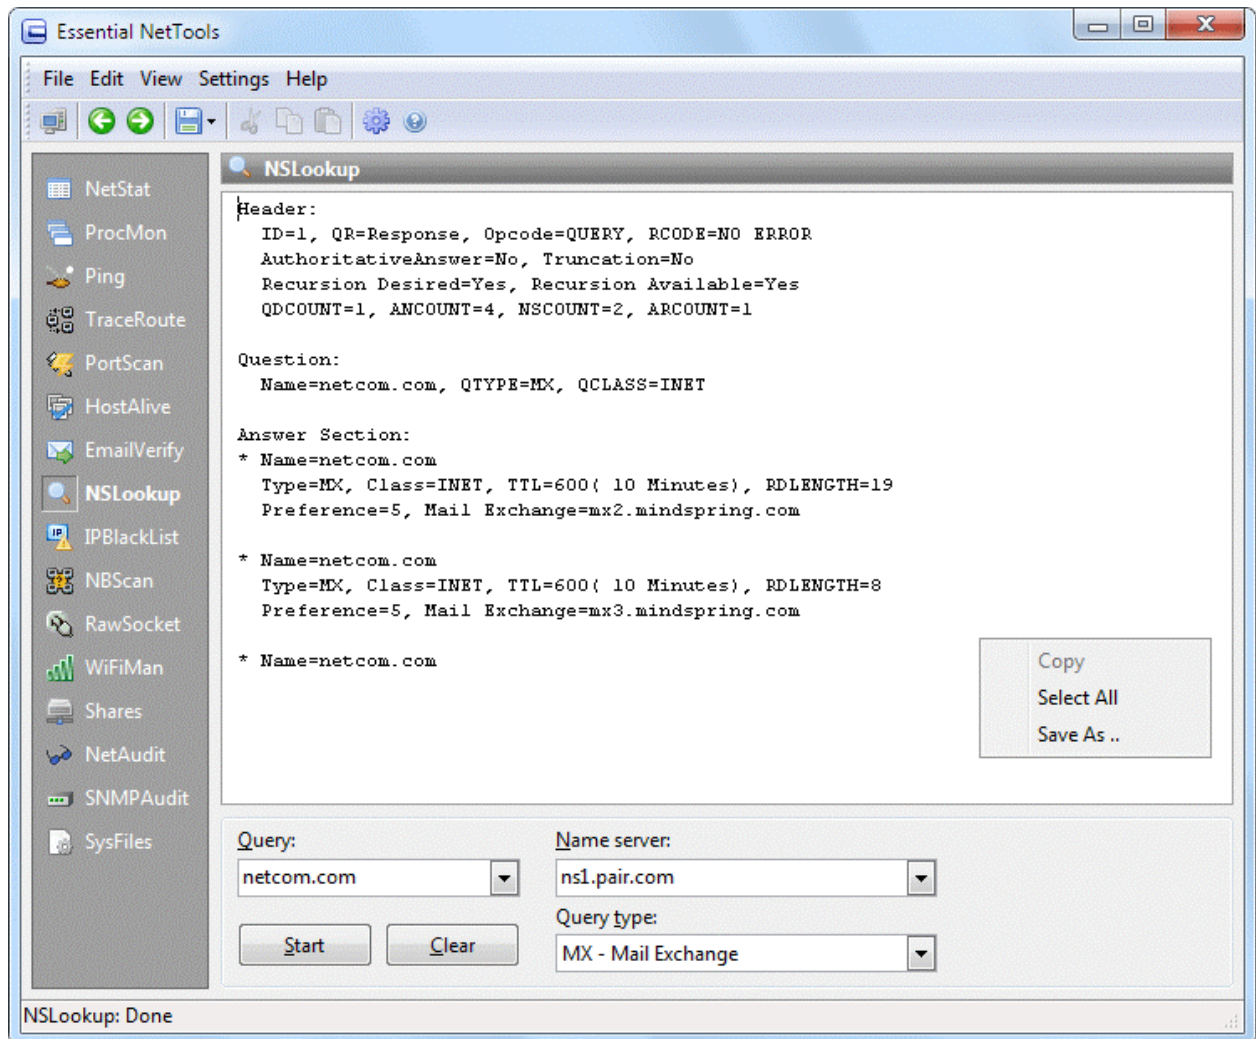 Essential NetTools
File Edit View Settings Help
NetStat
ProcMon
Ping
TraceRoute
PortScan
HostAlive
EmailVerify
NSLookup
IPBlackList
NBScan
RawSocket
WiFiMan
Shares
NetAudit
SNMPAudit
SysFiles
NSLookup
Header:
ID=1, QR=Response, Opcode=QUERY, RCODE=NO ERROR
AuthoritativeAnswer=No, Truncation=No
Recursion Desired=Yes, Recursion Available=Yes
QDCOUNT=1, ANCOUNT=4, NSCOUNT=2, ARCOUNT=1
Question:
Name=netcom.com, QTYPE=MX, QCLASS=INET
Answer Section:
* Name=netcom.com
Type=MX, Class=INET, TTL=600( 10 Minutes), RDLENGTH=19
Preference=5, Mail Exchange=mx2.mindspring.com
* Name=netcom.com
Type=MX, Class=INET, TTL=600( 10 Minutes), RDLENGTH=8
Preference=5, Mail Exchange=mx3.mindspring.com
* Name=netcom.com
Copy
Select All
Save As ..
Query:
netcom.com
Name server:
ns1.pair.com
Start
Clear
Query type:
MX - Mail Exchange
NSLookup: Done